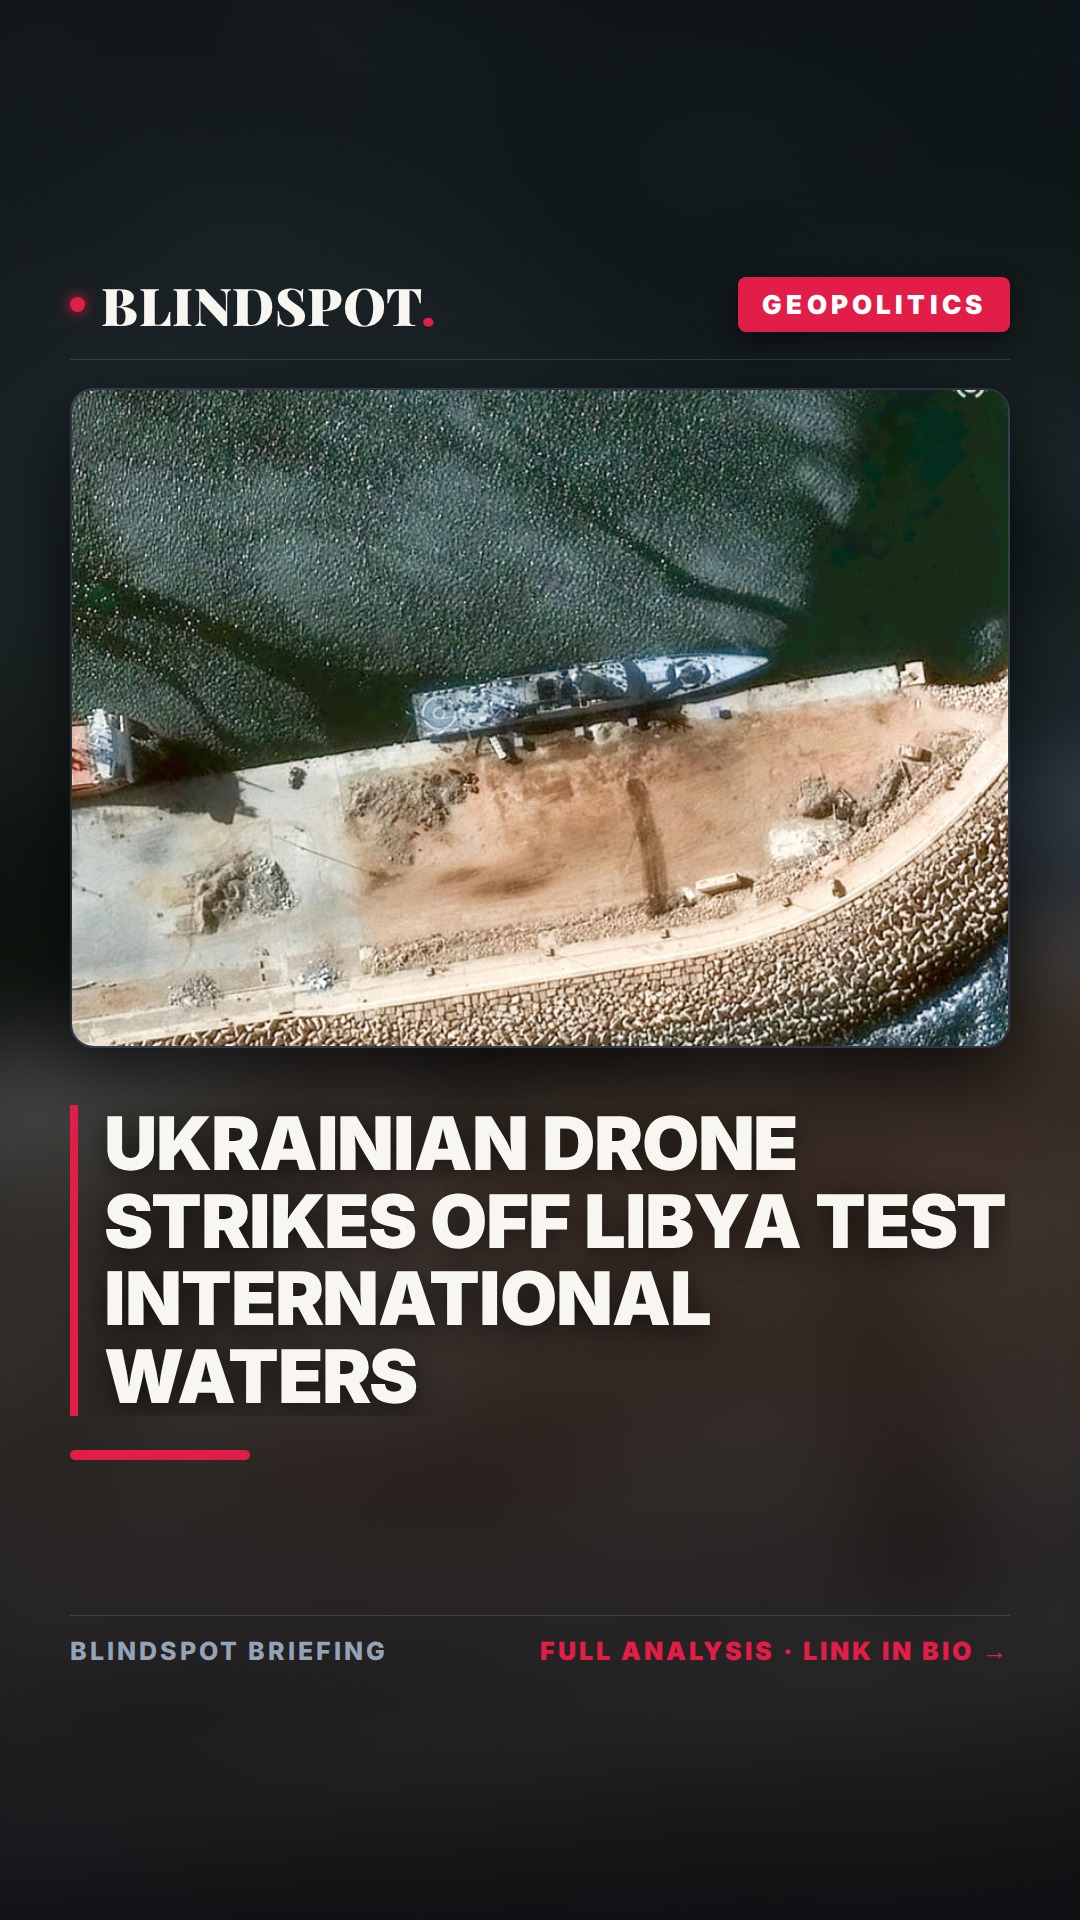 BLINDSPOT.
GEOPOLITICS
UKRAINIAN DRONE
STRIKES OFF LIBYA TEST
INTERNATIONAL
WATERS
BLINDSPOT BRIEFING
FULL ANALYSIS · LINK IN BIO →